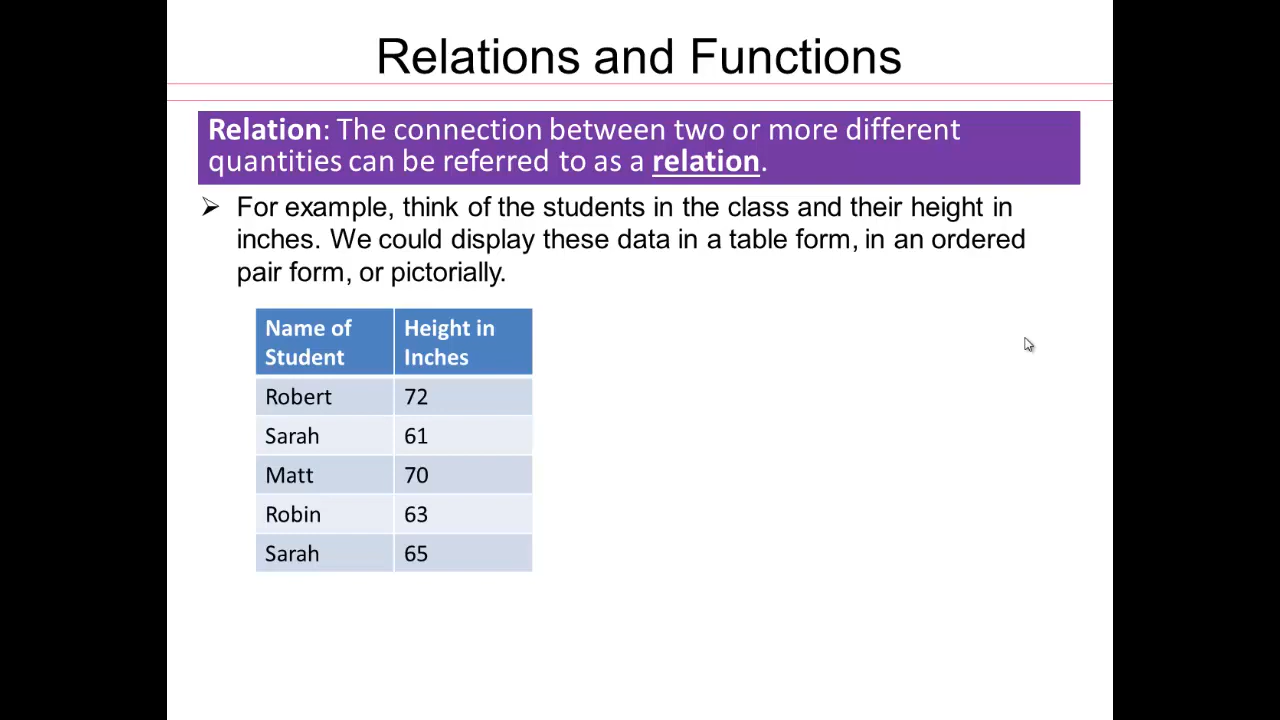 Relations and Functions
Relation: The connection between two or more different
quantities can be referred to as a relation.
For example, think of the students in the class and their height in
inches. We could display these data in a table form, in an ordered
pair form, or pictorially.
Name of Student Height in Inches
Robert 72
Sarah 61
Matt 70
Robin 63
Sarah 65